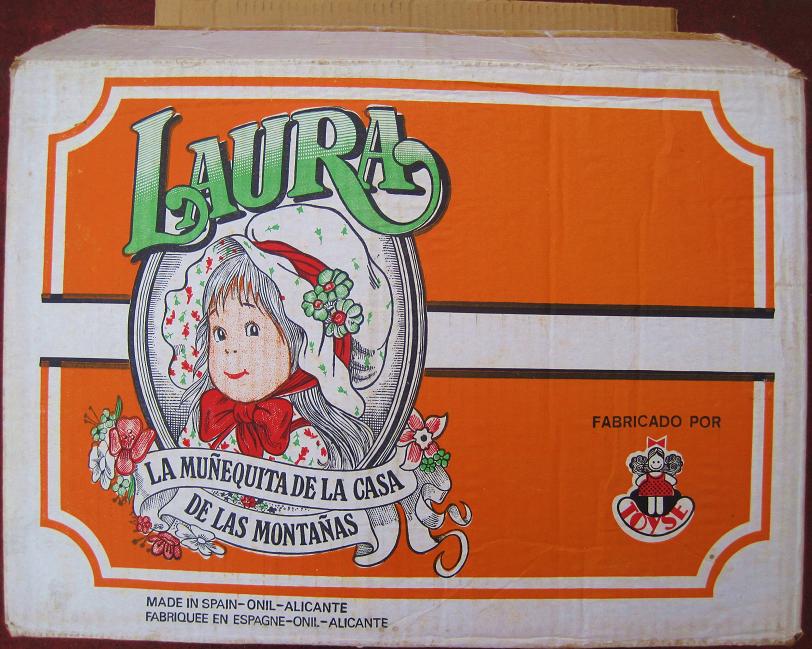 LAURA
LA MUÑEQUITA DE LA CASA
DE LAS MONTAÑAS
FABRICADO POR
TOYSE
MADE IN SPAIN-ONIL-ALICANTE
FABRIQUEE EN ESPAGNE-ONIL-ALICANTE